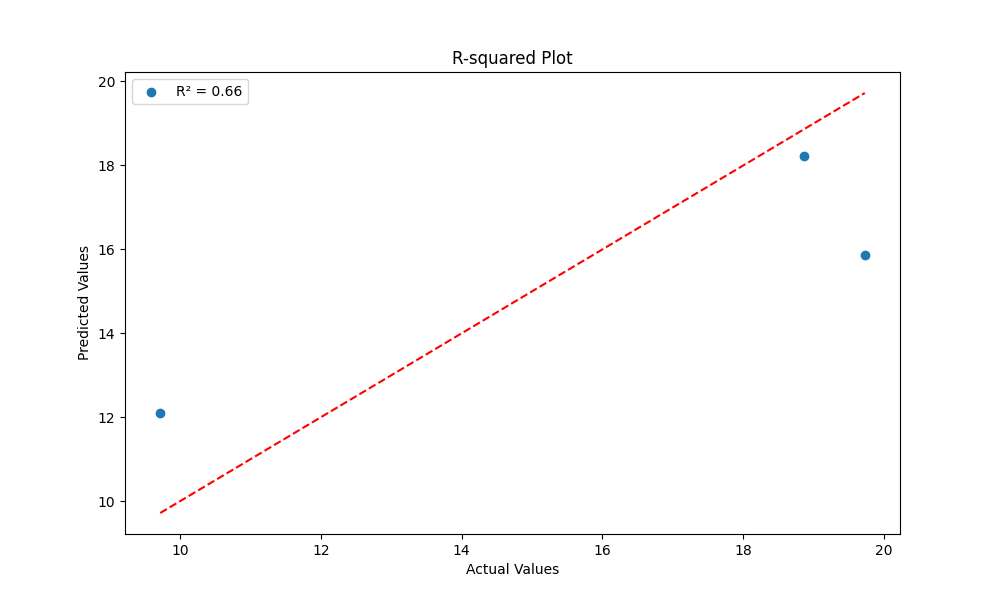 R-squared Plot
R² = 0.66
20
18
16
14
12
10
Predicted Values
10 12 14 16 18 20
Actual Values